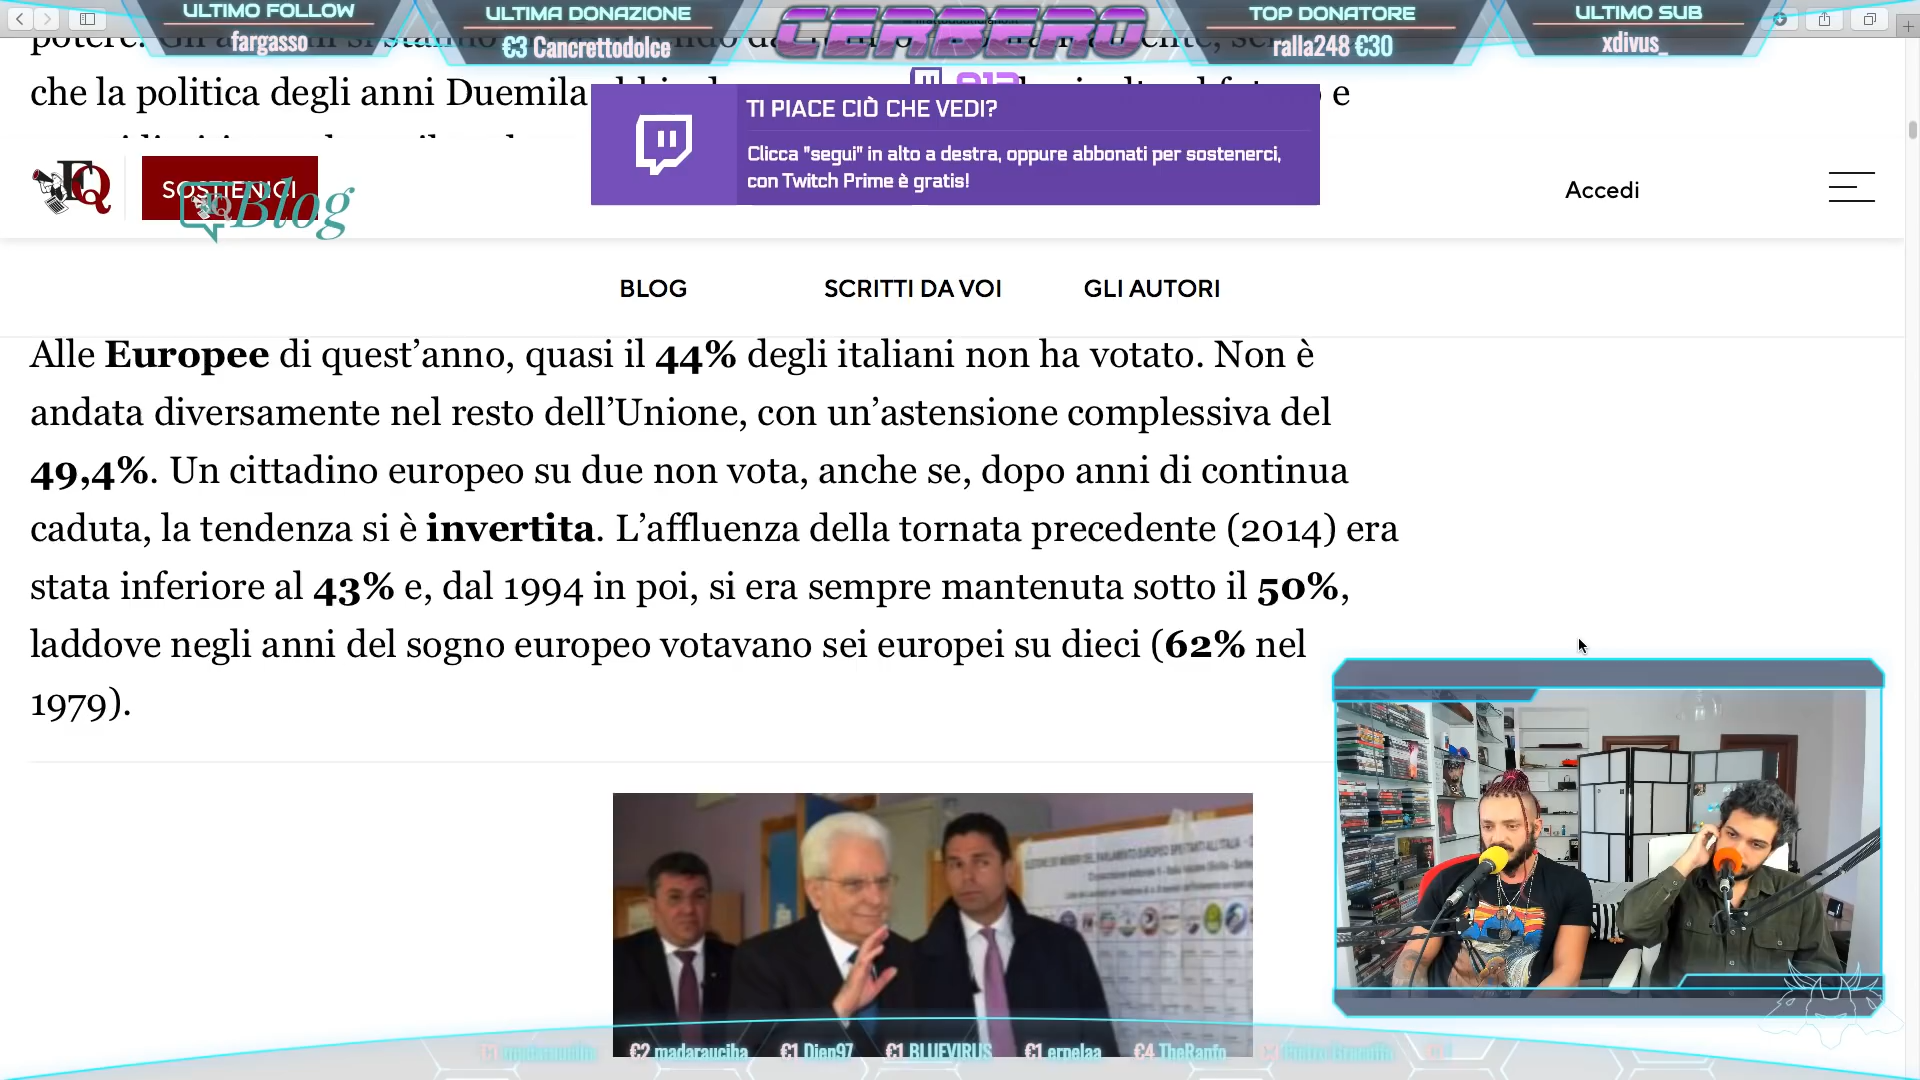 ULTIMO FOLLOW
fargasso
ULTIMA DONAZIONE
€3 Cancrettodolce
CERBERO
TOP DONATORE
ralla248 €30
ULTIMO SUB
xdivus_
potere.
che la politica degli anni Duemila
e
TI PIACE CIÒ CHE VEDI?
Clicca "segui" in alto a destra, oppure abbonati per sostenerci,
con Twitch Prime è gratis!
FQ
SOSTIENICI
Blog
Accedi
BLOG SCRITTI DA VOI GLI AUTORI
Alle Europee di quest’anno, quasi il 44% degli italiani non ha votato. Non è
andata diversamente nel resto dell’Unione, con un’astensione complessiva del
49,4%. Un cittadino europeo su due non vota, anche se, dopo anni di continua
caduta, la tendenza si è invertita. L’affluenza della tornata precedente (2014) era
stata inferiore al 43% e, dal 1994 in poi, si era sempre mantenuta sotto il 50%,
laddove negli anni del sogno europeo votavano sei europei su dieci (62% nel
1979).
€1 madarauciha €2 madarauciha €1 Dien97 €1 BLUEVIRUS €1 erpelaa €4 TheRanfo